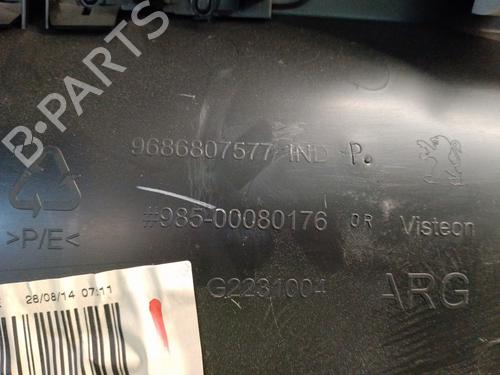 B-PARTS
9686807577 IND P.
#985-00080176 OR Visteon
>P/E<
G2231004 ARG
28/08/14 07:11